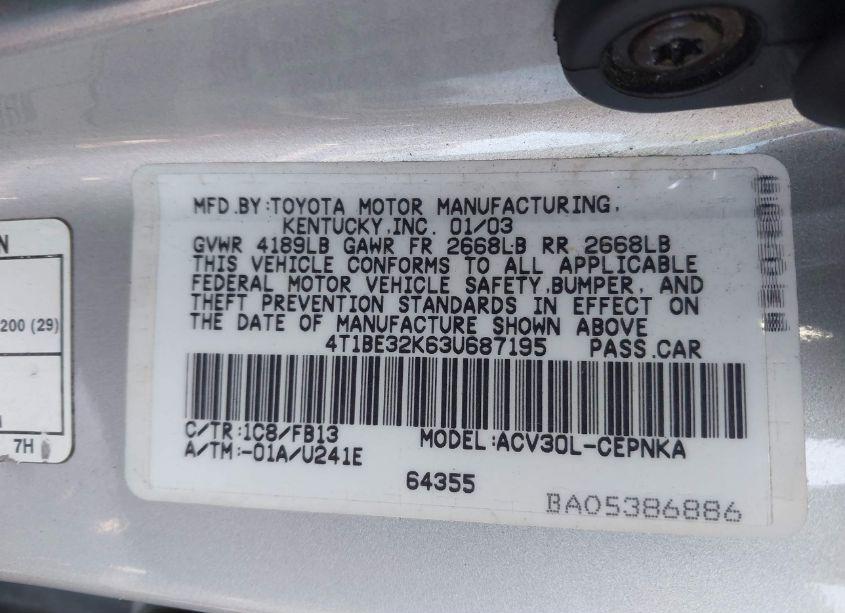 MFD.BY:TOYOTA MOTOR MANUFACTURING,
KENTUCKY,INC. 01/03
GVWR 4189LB GAWR FR 2668LB RR 2668LB
THIS VEHICLE CONFORMS TO ALL APPLICABLE
FEDERAL MOTOR VEHICLE SAFETY,BUMPER, AND
THEFT PREVENTION STANDARDS IN EFFECT ON
THE DATE OF MANUFACTURE SHOWN ABOVE
4T1BE32K63U687195 PASS.CAR
C/TR:1C8/FB13 MODEL:ACV30L-CEPNKA
A/TM:-01A/U241E
64355
BA05386886
N
200 (29)
7H